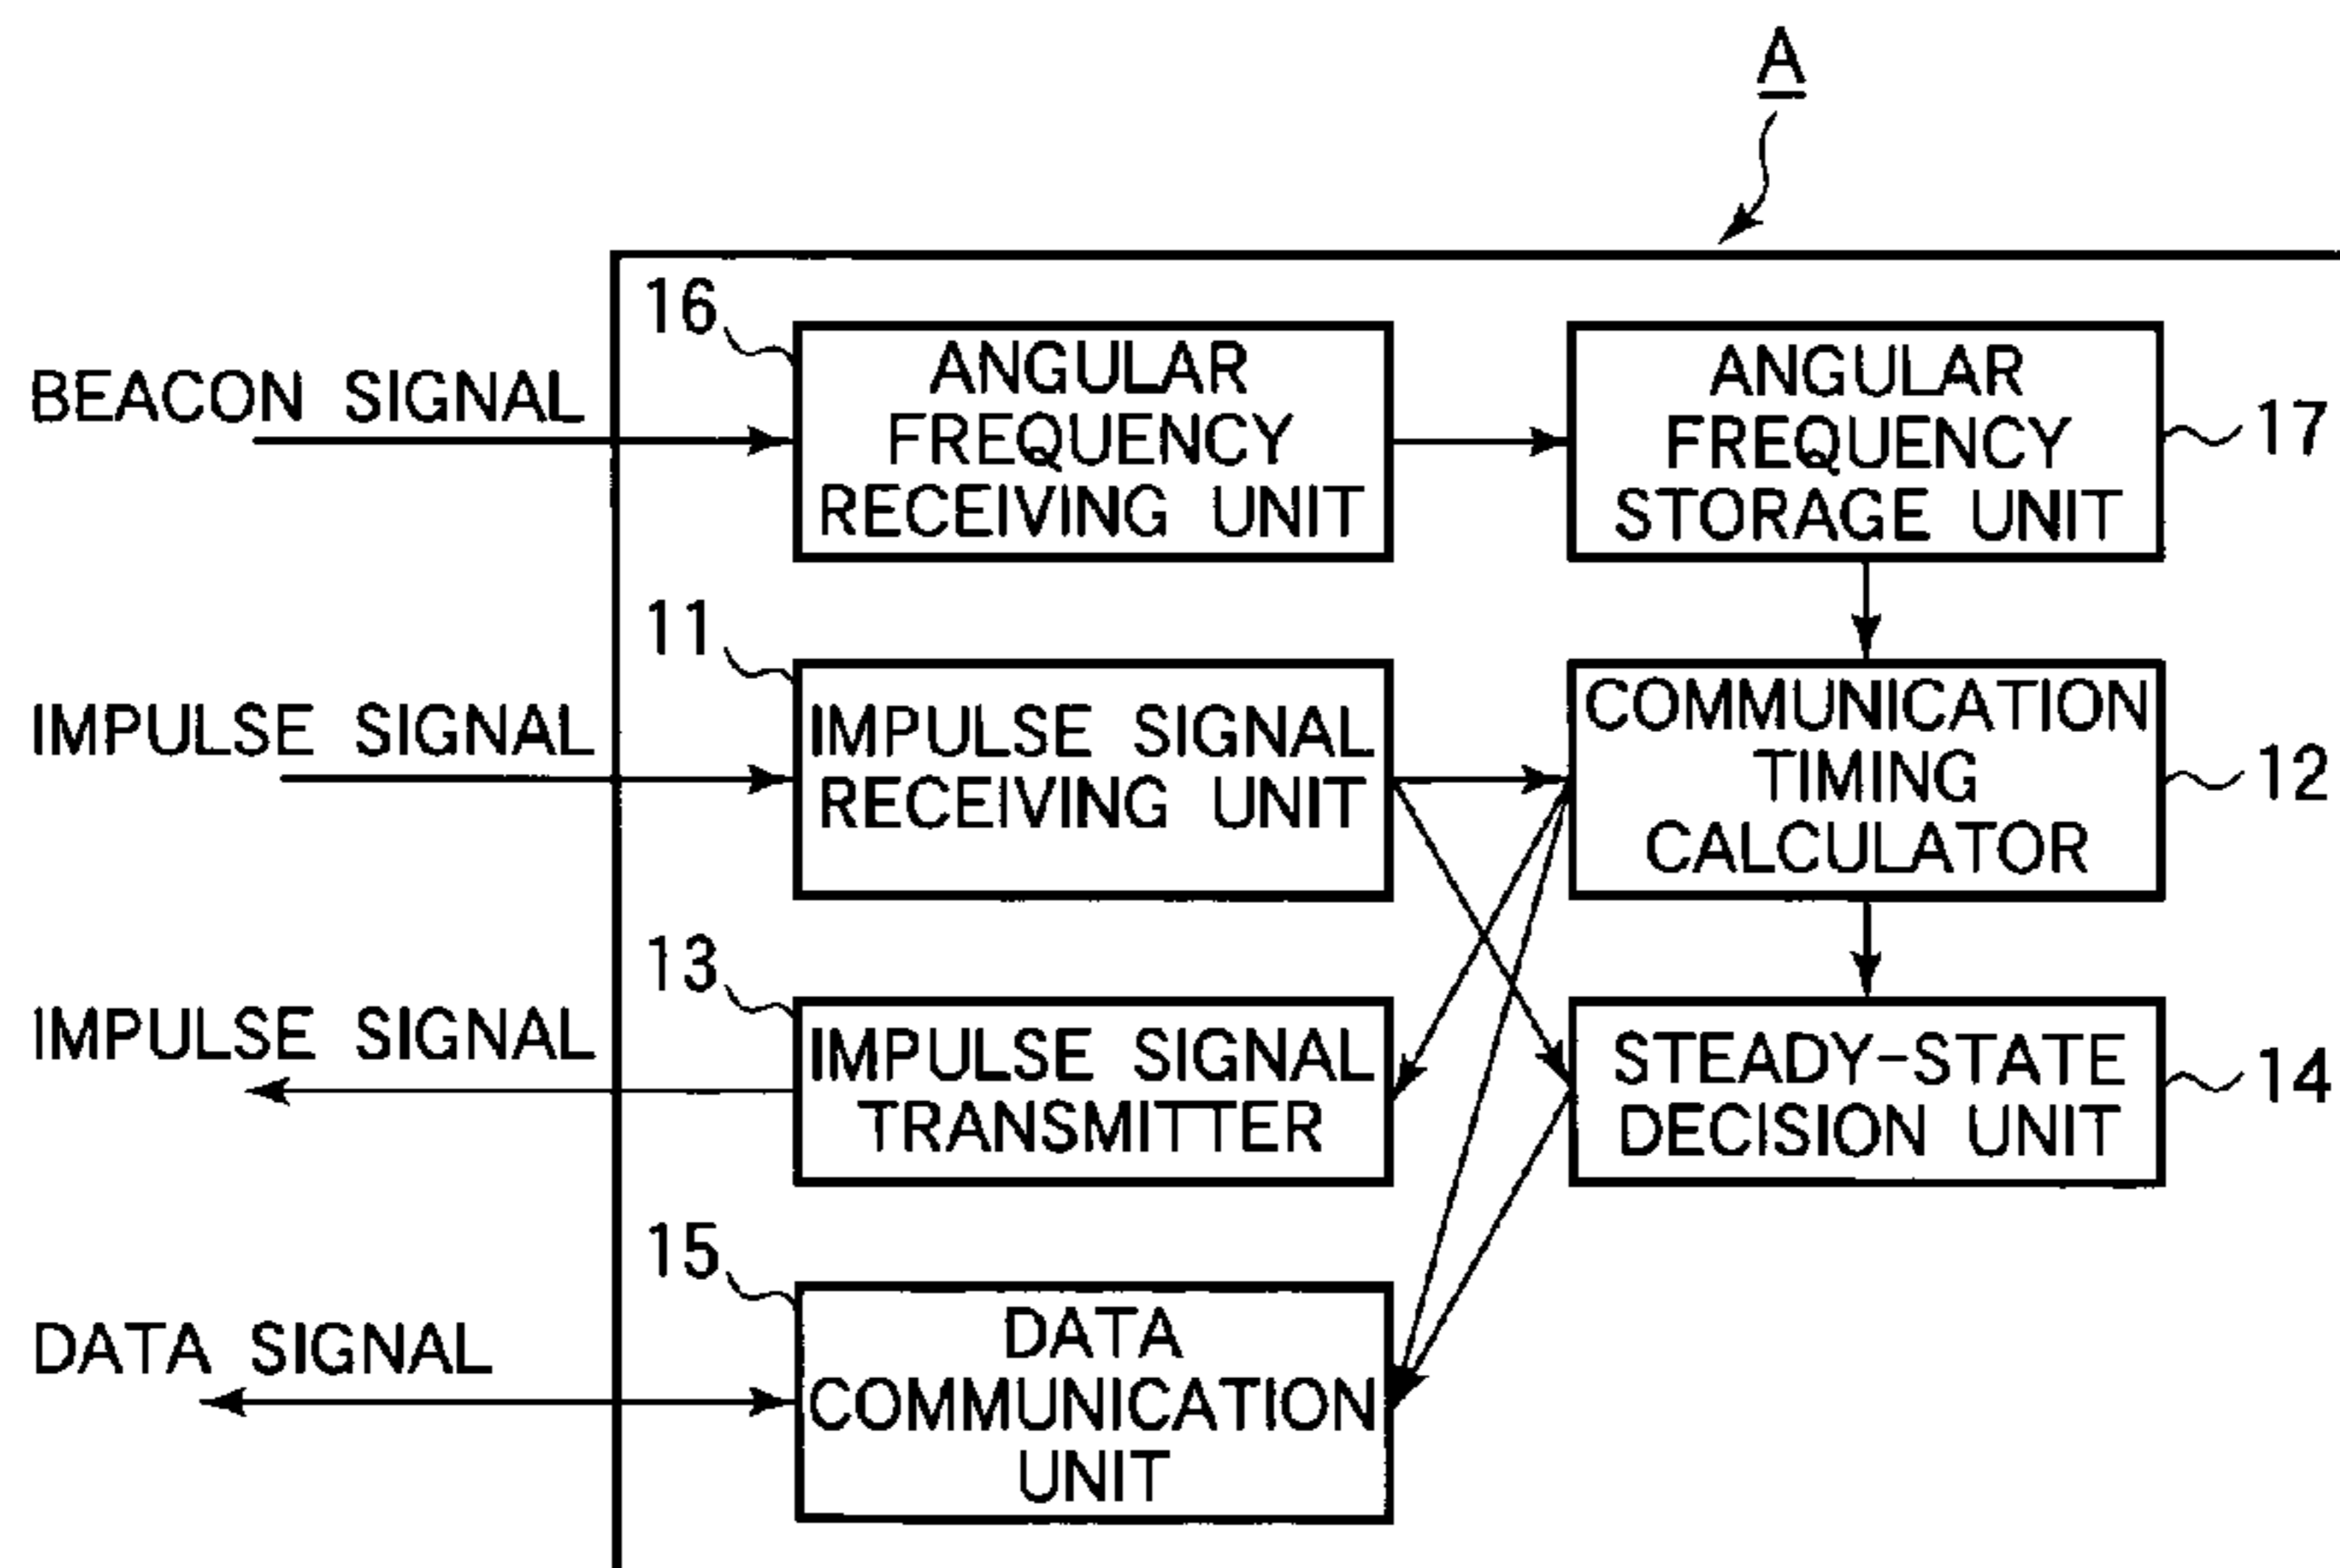 A
16
BEACON SIGNAL
ANGULAR
FREQUENCY
RECEIVING UNIT
ANGULAR
FREQUENCY
STORAGE UNIT
17
11
IMPULSE SIGNAL
IMPULSE SIGNAL
RECEIVING UNIT
COMMUNICATION
TIMING
CALCULATOR
12
13
IMPULSE SIGNAL
IMPULSE SIGNAL
TRANSMITTER
STEADY-STATE
DECISION UNIT
14
15
DATA SIGNAL
DATA
COMMUNICATION
UNIT